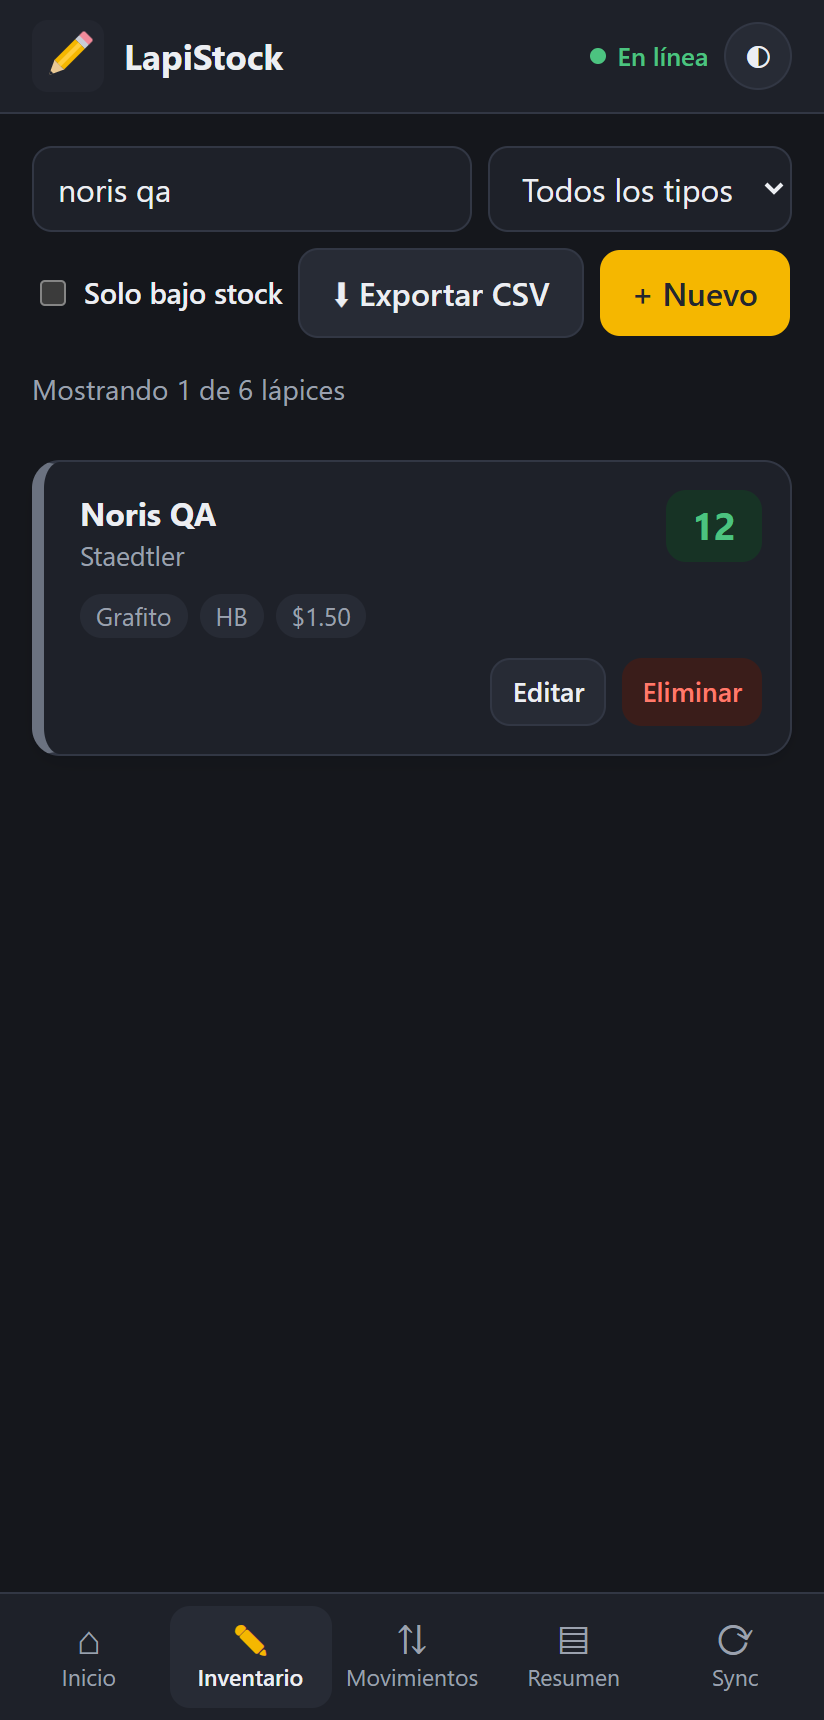 LapiStock
En línea
noris qa
Todos los tipos
Solo bajo stock
⬇ Exportar CSV
+ Nuevo
Mostrando 1 de 6 lápices
Noris QA
12
Staedtler
Grafito
HB
$1.50
Editar
Eliminar
Inicio
Inventario
Movimientos
Resumen
Sync